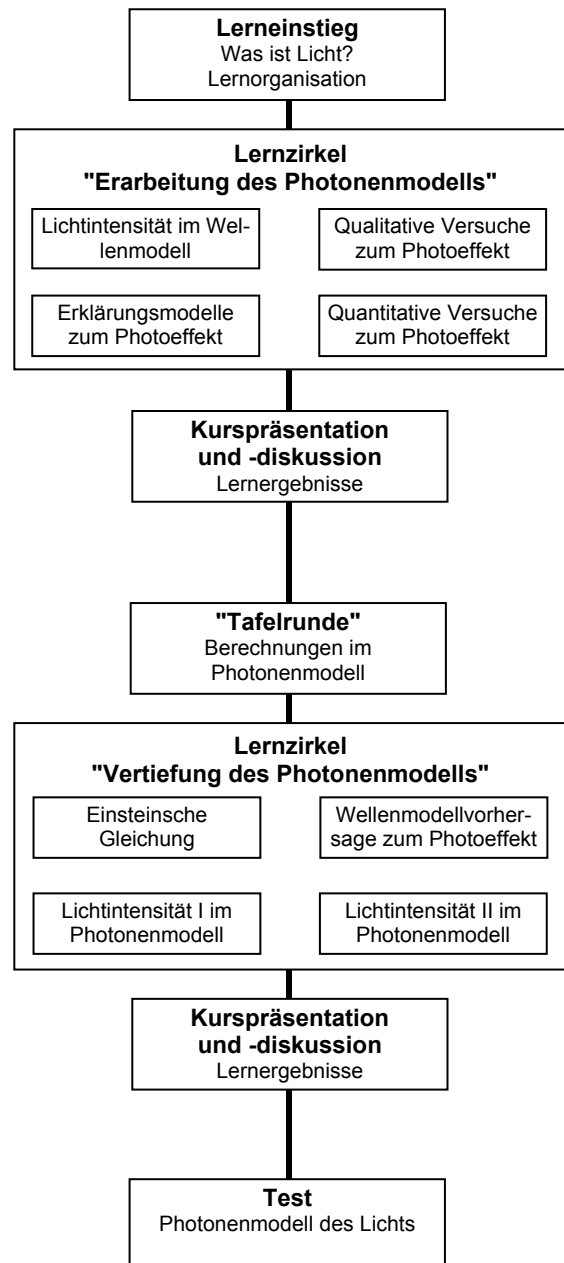 Lerneinstieg
Was ist Licht?
Lernorganisation
Lernzirkel
"Erarbeitung des Photonenmodells"
Lichtintensität im Wel-
lenmodell
Qualitative Versuche
zum Photoeffekt
Erklärungsmodelle
zum Photoeffekt
Quantitative Versuche
zum Photoeffekt
Kurspräsentation
und -diskussion
Lernergebnisse
"Tafelrunde"
Berechnungen im
Photonenmodell
Lernzirkel
"Vertiefung des Photonenmodells"
Einsteinsche
Gleichung
Wellenmodellvorher-
sage zum Photoeffekt
Lichtintensität I im
Photonenmodell
Lichtintensität II im
Photonenmodell
Kurspräsentation
und -diskussion
Lernergebnisse
Test
Photonenmodell des Lichts